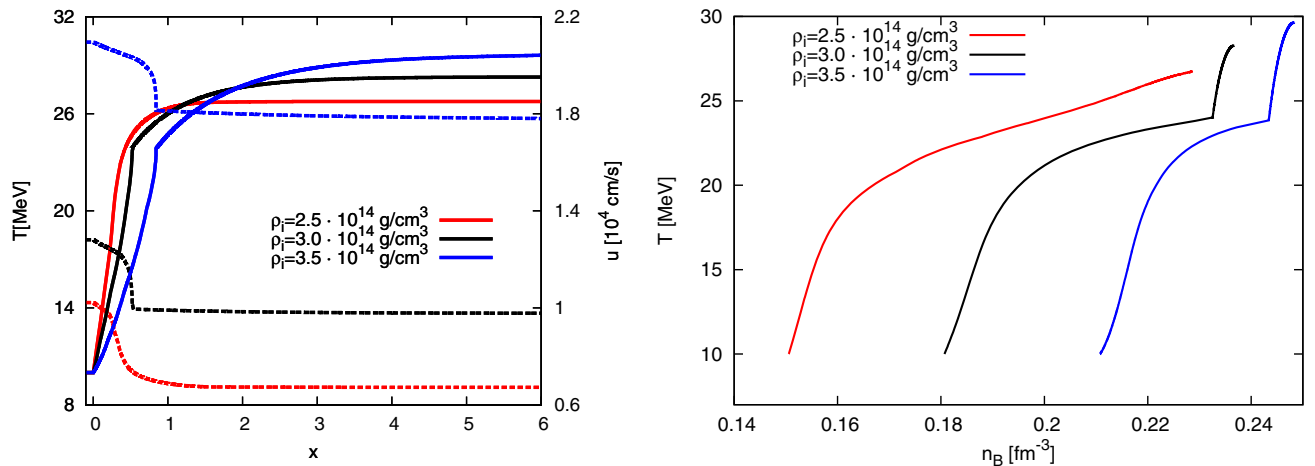 32
26
20
14
8
T[MeV]
0
1
2
3
4
5
6
x
2.2
1.8
1.4
1
0.6
u [10⁴ cm/s]
ρᵢ=2.5 · 10¹⁴ g/cm³
ρᵢ=3.0 · 10¹⁴ g/cm³
ρᵢ=3.5 · 10¹⁴ g/cm³
30
25
20
15
10
T [MeV]
0.14
0.16
0.18
0.2
0.22
0.24
n_B [fm⁻³]
ρᵢ=2.5 · 10¹⁴ g/cm³
ρᵢ=3.0 · 10¹⁴ g/cm³
ρᵢ=3.5 · 10¹⁴ g/cm³